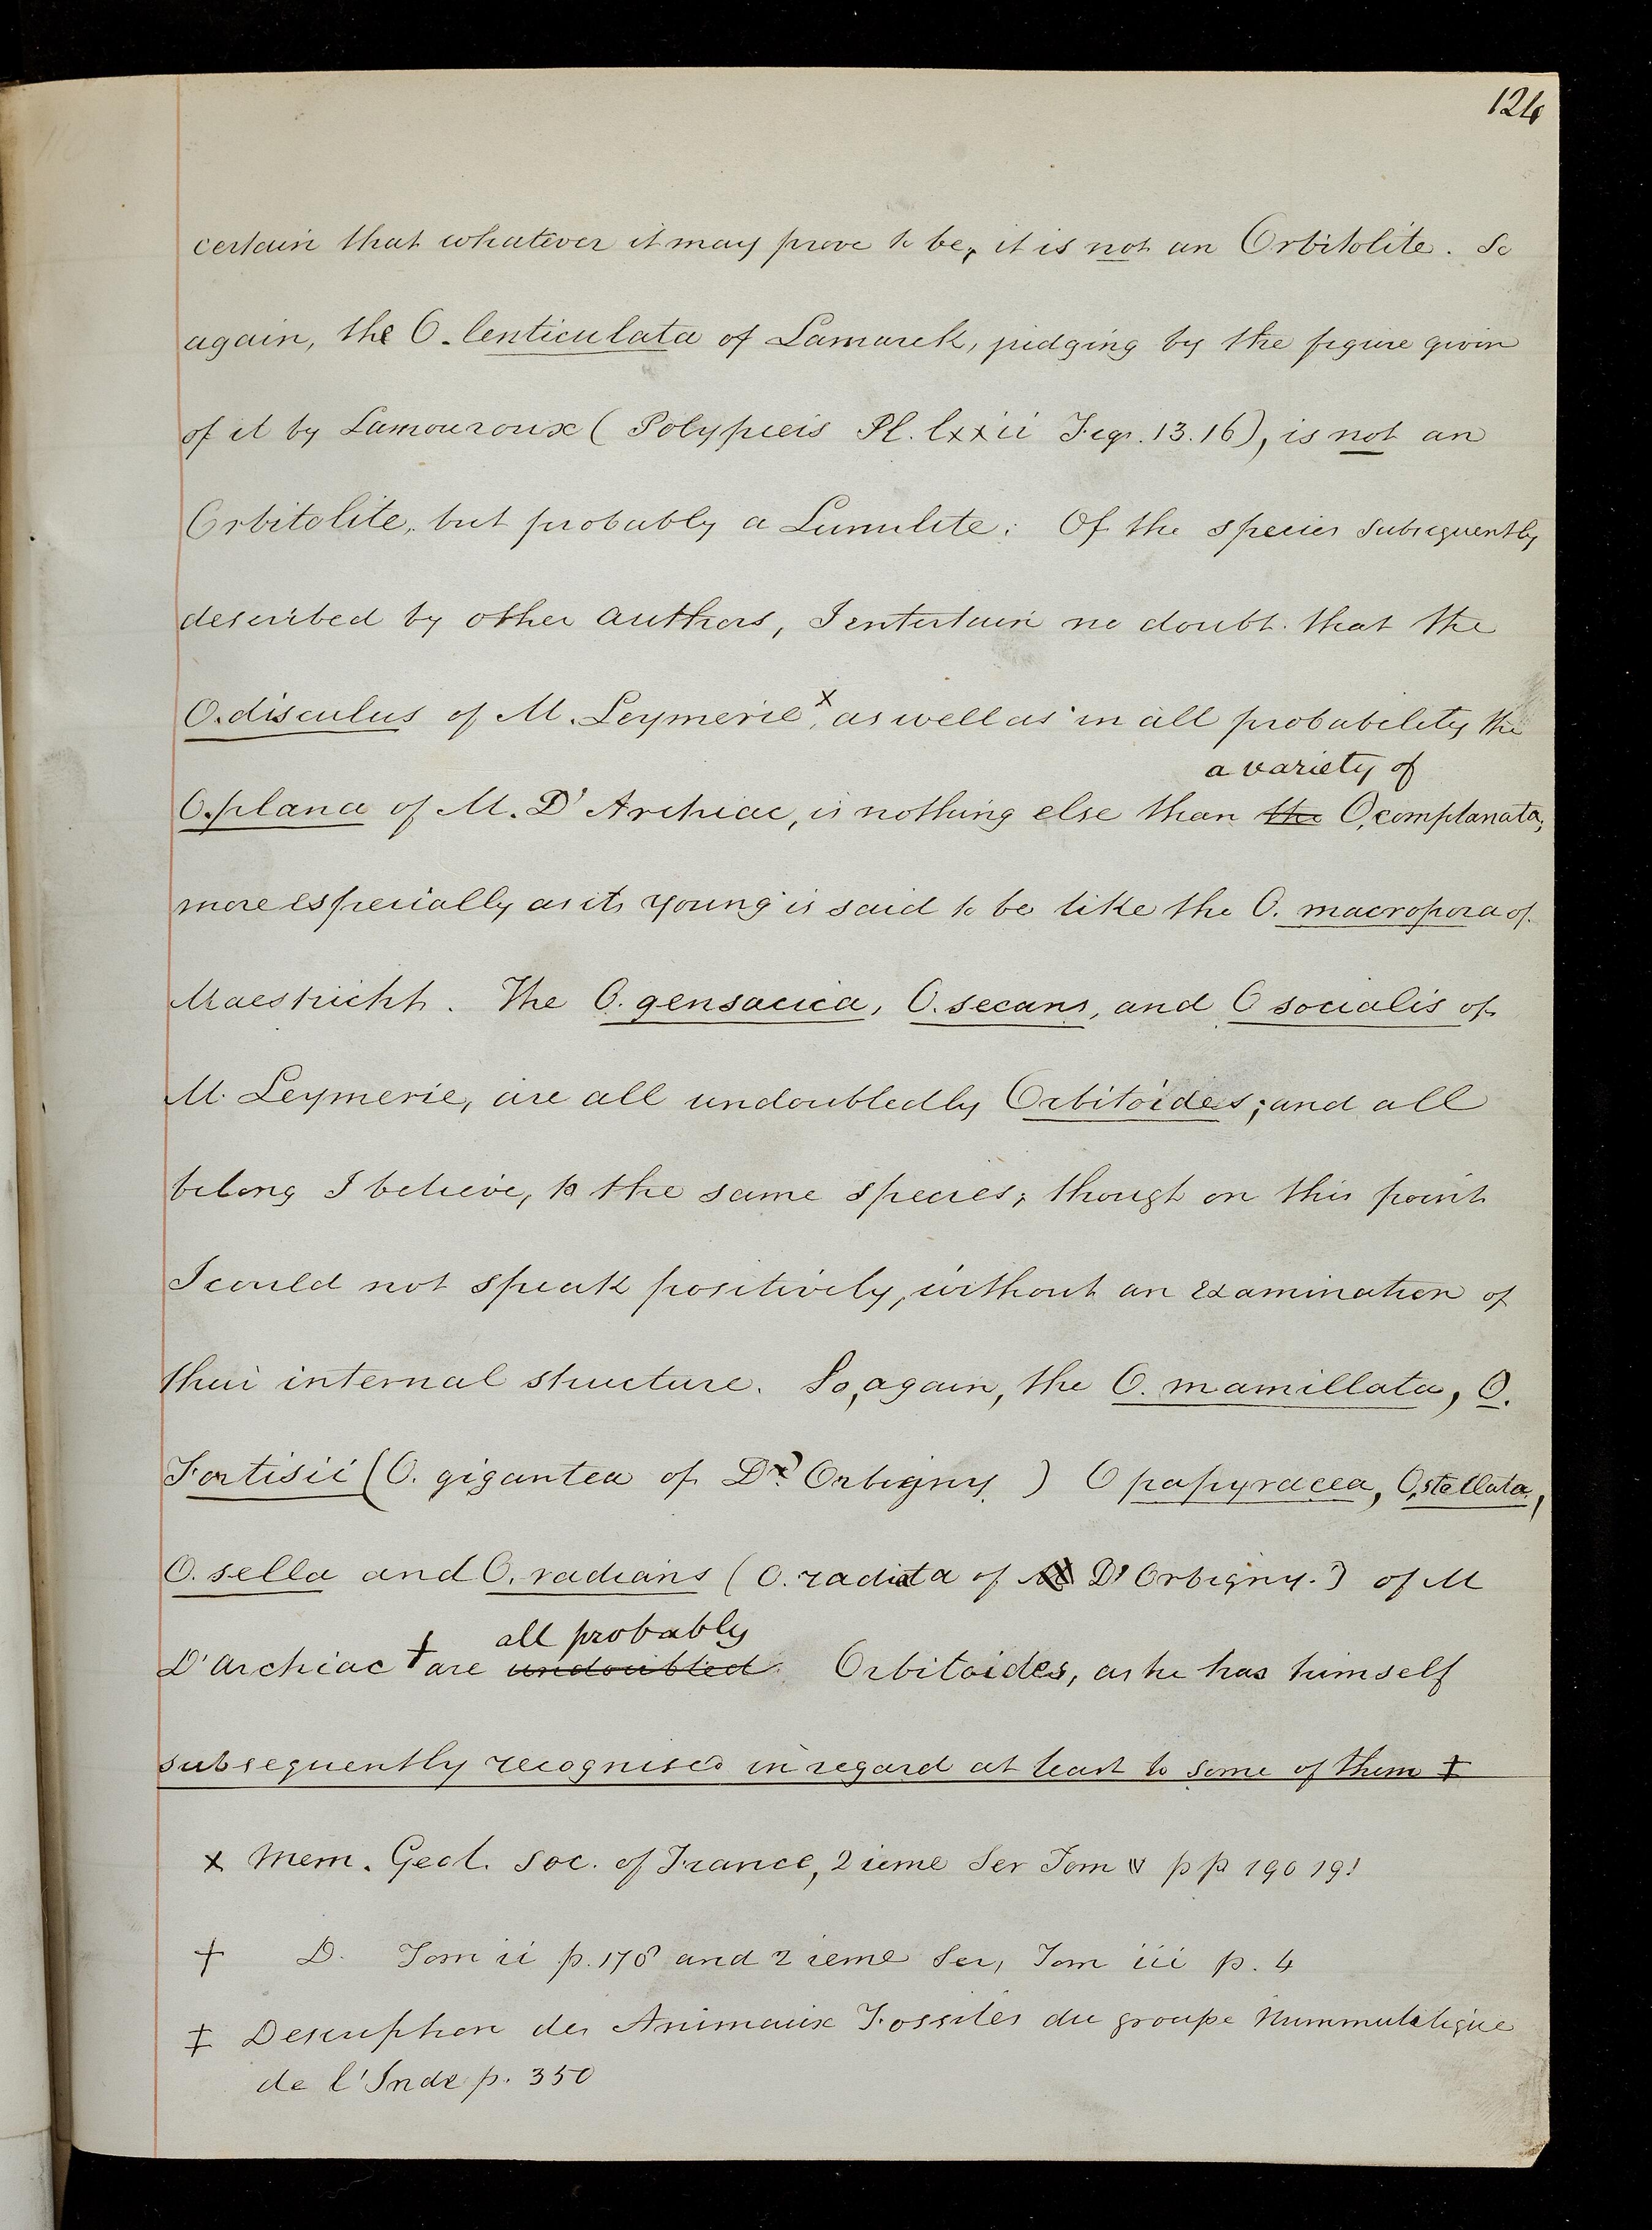 124
certain that whatever it may prove to be, it is not an Orbitolite. So
again, the O. lenticulata of Lamarck, judging by the figure given
of it by Lamouroux (Polypeeis Pl. lxxii Figs. 13.16), is not an
Orbitolite, but probably a Lunulite. Of the species subsequently
described by other authors, I entertain no doubt that the
O. disculus of M. Leymerie x, as well as in all probability the
a variety of
O. plana of M. D'Archiac, is nothing else than the O. complanata;
more especially as its young is said to be like the O. macropora of
Maestricht. The O. gensacica, O. secans, and O socialis of
M. Leymerie, are all undoubtedly Orbitoides; and all
belong I believe, to the same species; though on this point
I could not speak positively, without an examination of
their internal structure. So, again, the O. mamillata, O.
Fortisii (O. gigantea of D' Orbigny) O papyracea, O. stellata,
O. sella and O. radians (O. radiata of M D'Orbigny.) of M
all probably
D'Archiac † are undoubted Orbitoides, as he has himself
subsequently recognised in regard at least to some of them ‡
x Mem. Geol. Soc. of France, 2ieme Ser Tom v pp 190 191
† D. Tom ii p. 178 and 2ieme Ser, Tom iii p. 4
‡ Description des Animaux Fossiles du groupe Nummulitique
de l'Inde p. 350